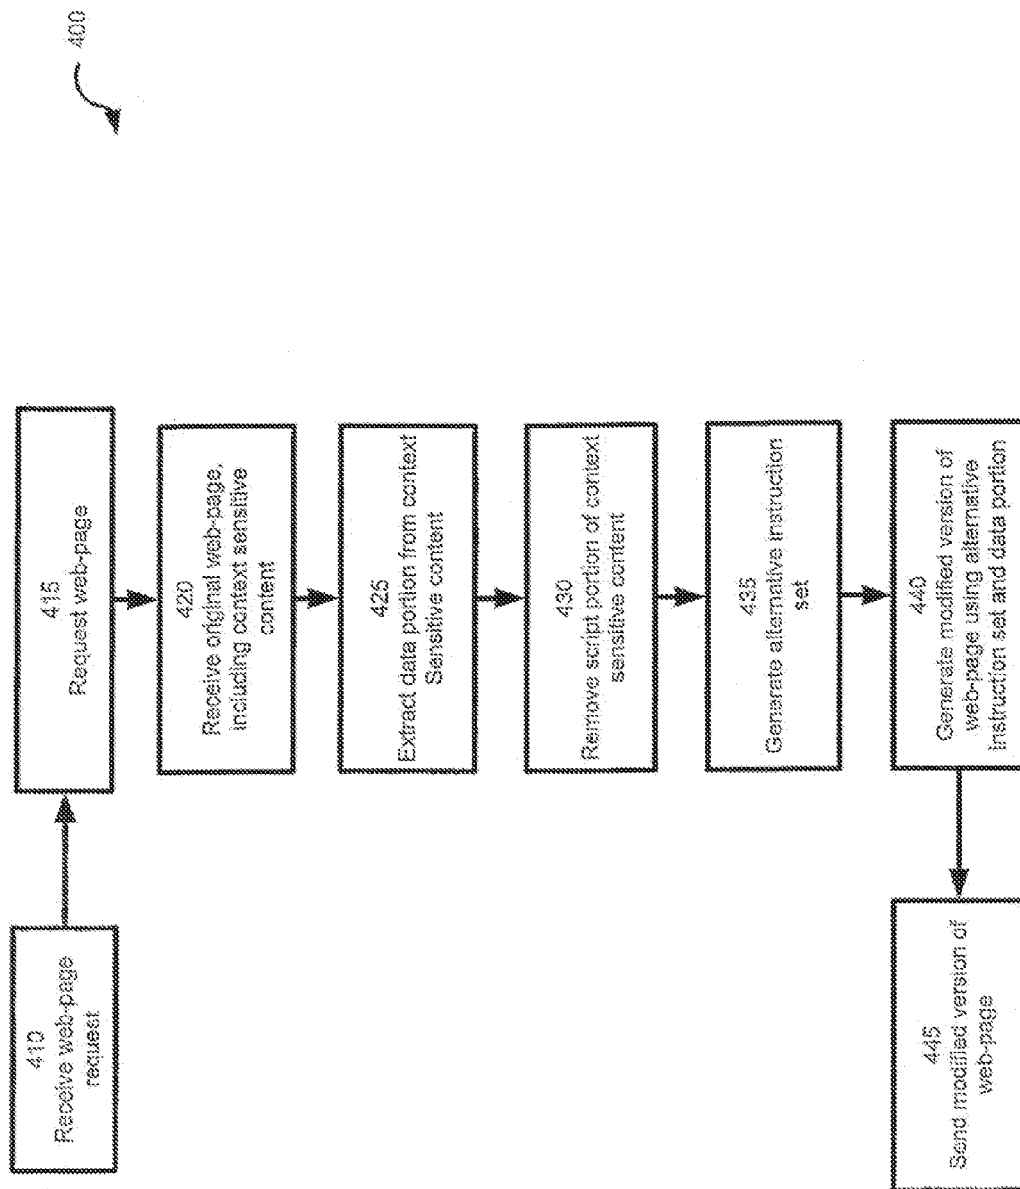 400
410
Receive web-page
request
415
Request web-page
420
Receive original web-page,
including context sensitive
content
425
Extract data portion from context
Sensitive content
430
Remove script portion of context
sensitive content
435
Generate alternative instruction
set
440
Generate modified version of
web-page using alternative
Instruction set and data portion
445
Send modified version of
web-page